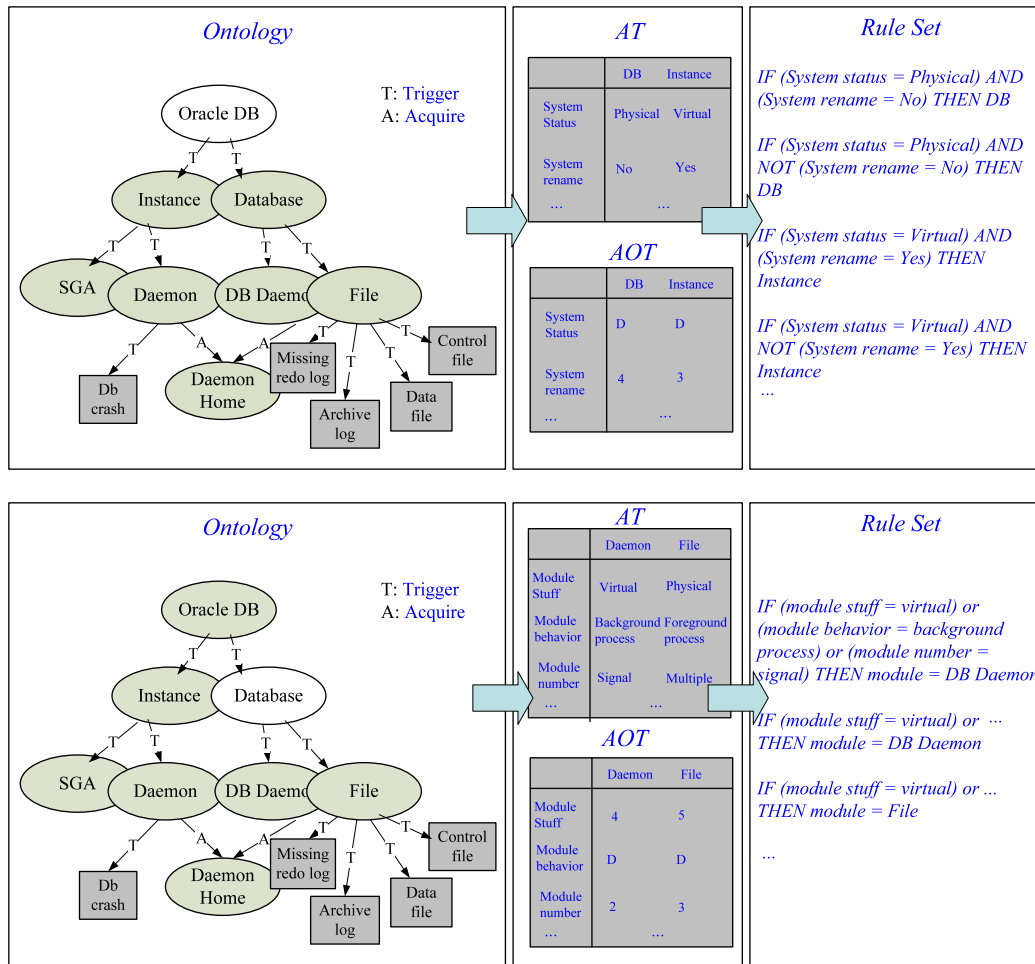 Ontology
T: Trigger
A: Acquire
Oracle DB
T
T
Instance
Database
T
T
T
T
SGA
Daemon
DB Daemo
File
T
A
A
T
T
T
T
Db
crash
Daemon
Home
Missing
redo log
Archive
log
Data
file
Control
file
AT
DB Instance
System
Status
Physical Virtual
System
rename
No Yes
... ...
AOT
DB Instance
System
Status
D D
System
rename
4 3
... ...
Rule Set
IF (System status = Physical) AND
(System rename = No) THEN DB
IF (System status = Physical) AND
NOT (System rename = No) THEN
DB
IF (System status = Virtual) AND
(System rename = Yes) THEN
Instance
IF (System status = Virtual) AND
NOT (System rename = Yes) THEN
Instance
...
Ontology
T: Trigger
A: Acquire
Oracle DB
T
T
Instance
Database
T
T
T
T
SGA
Daemon
DB Daemo
File
T
A
A
T
T
T
T
Db
crash
Daemon
Home
Missing
redo log
Archive
log
Data
file
Control
file
AT
Daemon File
Module
Stuff
Virtual Physical
Module
behavior
Background
process
Foreground
process
Module
number
Signal Multiple
... ...
AOT
Daemon File
Module
Stuff
4 5
Module
behavior
D D
Module
number
2 3
... ...
Rule Set
IF (module stuff = virtual) or
(module behavior = background
process) or (module number =
signal) THEN module = DB Daemon
IF (module stuff = virtual) or ...
THEN module = DB Daemon
IF (module stuff = virtual) or ...
THEN module = File
...